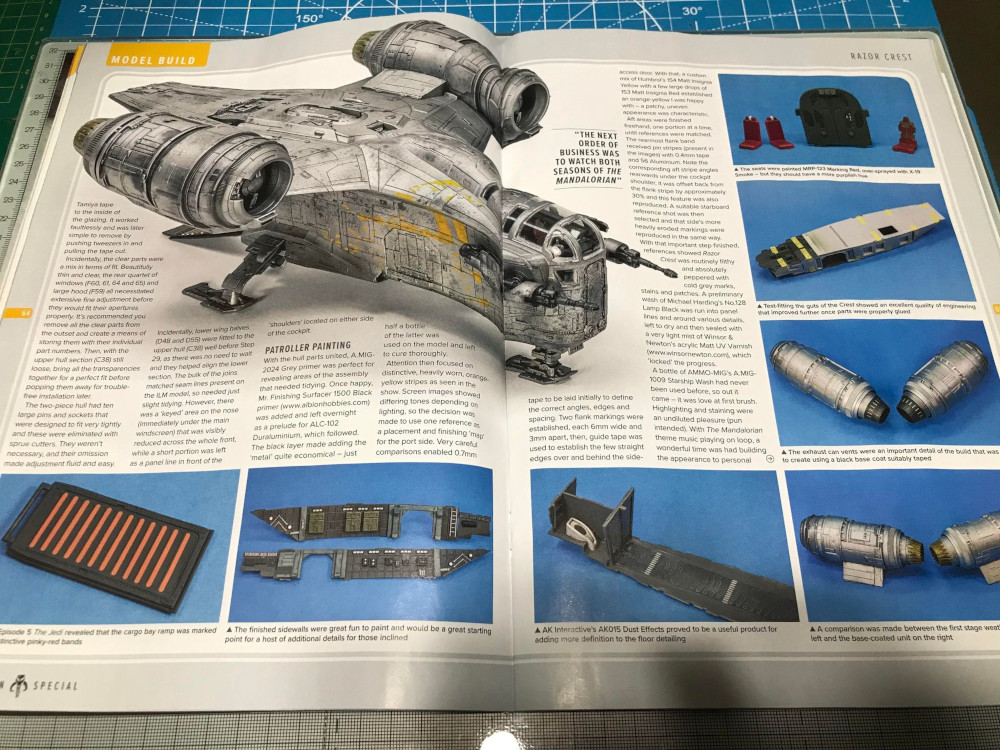 2
150°
30°
2
MODEL BUILD
RAZOR CREST
Tamiya tape
to the inside of
the glazing. It worked
faultlessly and was later
simple to remove by
pushing tweezers in and
pulling the tape out.
Incidentally, the clear parts were
a mix in terms of fit. Beautifully
thin and clear, the rear quartet of
windows (F60, 61, 64 and 65) and
large hood (F59) all necessitated
extensive fine adjustment before
they would fit their apertures
properly. It's recommended you
remove all the clear parts from
the outset and create a means of
storing them with their individual
part numbers. Then, with the
upper hull section (C38) still
loose, bring all the transparencies
together for a perfect fit before
popping them away for trouble-
free installation later.
The two-piece hull had ten
large pins and sockets that
were designed to fit very tightly
and these were eliminated with
sprue cutters. They weren't
necessary, and their omission
made adjustment fluid and easy.
Incidentally, lower wing halves
(D48 and D55) were fitted to the
upper hull (C38) well before Step
29, as there was no need to wait
and they helped align the lower
section. The bulk of the joins
matched seam lines present on
the ILM model, so needed just
slight tidying. However, there
was a 'keyed' area on the nose
(immediately under the main
windscreen) that was visibly
reduced across the whole front,
while a short portion was left
as a panel line in front of the
'shoulders' located on either side
of the cockpit.
PATROLLER PAINTING
With the hull parts united, A.MIG-
2024 Grey primer was perfect for
revealing areas of the assembly
that needed tidying. Once happy,
Mr. Finishing Surfacer 1500 Black
primer (www.albionhobbies.com)
was added and left overnight
as a prelude for ALC-102
Duraluminium, which followed.
The black layer made adding the
'metal' quite economical – just
half a bottle
of the latter was
used on the model and left
to cure thoroughly.
Attention then focused on
distinctive, heavily worn, orange-
yellow stripes as seen in the
show. Screen images showed
differing tones depending on
lighting, so the decision was
made to use one reference as
a placement and finishing 'map'
for the port side. Very careful
comparisons enabled 0.7mm
"THE NEXT
ORDER OF
BUSINESS WAS
TO WATCH BOTH
SEASONS OF THE
MANDALORIAN"
tape to be laid initially to define
the correct angles, edges and
spacing. Two flank markings were
established, each 6mm wide and
3mm apart, then, guide tape was
used to establish the few straight
edges over and behind the side-
access door. With that, a custom
mix of Humbrol's 154 Matt Insignia
Yellow with a few large drops of
153 Matt Insignia Red established
an orange-yellow I was happy
with – a patchy, uneven
appearance was characteristic.
Aft areas were finished
freehand, one portion at a time,
until references were matched.
The rearmost flank band
received pin stripes (present in
the images) with 0.4mm tape
and 56 Aluminium. Note the
corresponding aft stripe angles
rearwards under the cockpit
shoulder; it was offset back from
the flank stripe by approximately
30% and this feature was also
reproduced. A suitable starboard
reference shot was then
selected and that side's more
heavily eroded markings were
reproduced in the same way.
With that important step finished,
references showed Razor
Crest was routinely filthy
and absolutely
peppered with
cold grey marks,
stains and patches. A preliminary
wash of Michael Harding's No.128
Lamp Black was run into panel
lines and around various details,
left to dry and then sealed with
a very light mist of Winsor &
Newton's acrylic Matt UV Varnish
(www.winsornewton.com), which
'locked' the progress.
A bottle of AMMO-MIG's A.MIG-
1009 Starship Wash had never
been used before, so out it
came – it was love at first brush.
Highlighting and staining were
an undiluted pleasure (pun
intended). With The Mandalorian
theme music playing on loop, a
wonderful time was had building
the appearance to personal
▲ The seats were painted MRP-123 Marking Red, over-sprayed with X-19
Smoke – but they should have a more purplish hue
▲ Test-fitting the guts of the Crest showed an excellent quality of engineering
that improved further once parts were properly glued
▲ The exhaust can vents were an important detail of the build that was
to create using a black base coat suitably taped
Episode 5 The Jedi revealed that the cargo bay ramp was marked
distinctive pinky-red bands
▲ The finished sidewalls were great fun to paint and would be a great starting
point for a host of additional details for those inclined
▲ AK Interactive's AK015 Dust Effects proved to be a useful product for
adding more definition to the floor detailing
▲ A comparison was made between the first stage weat
left and the base-coated unit on the right
54
N SPECIAL